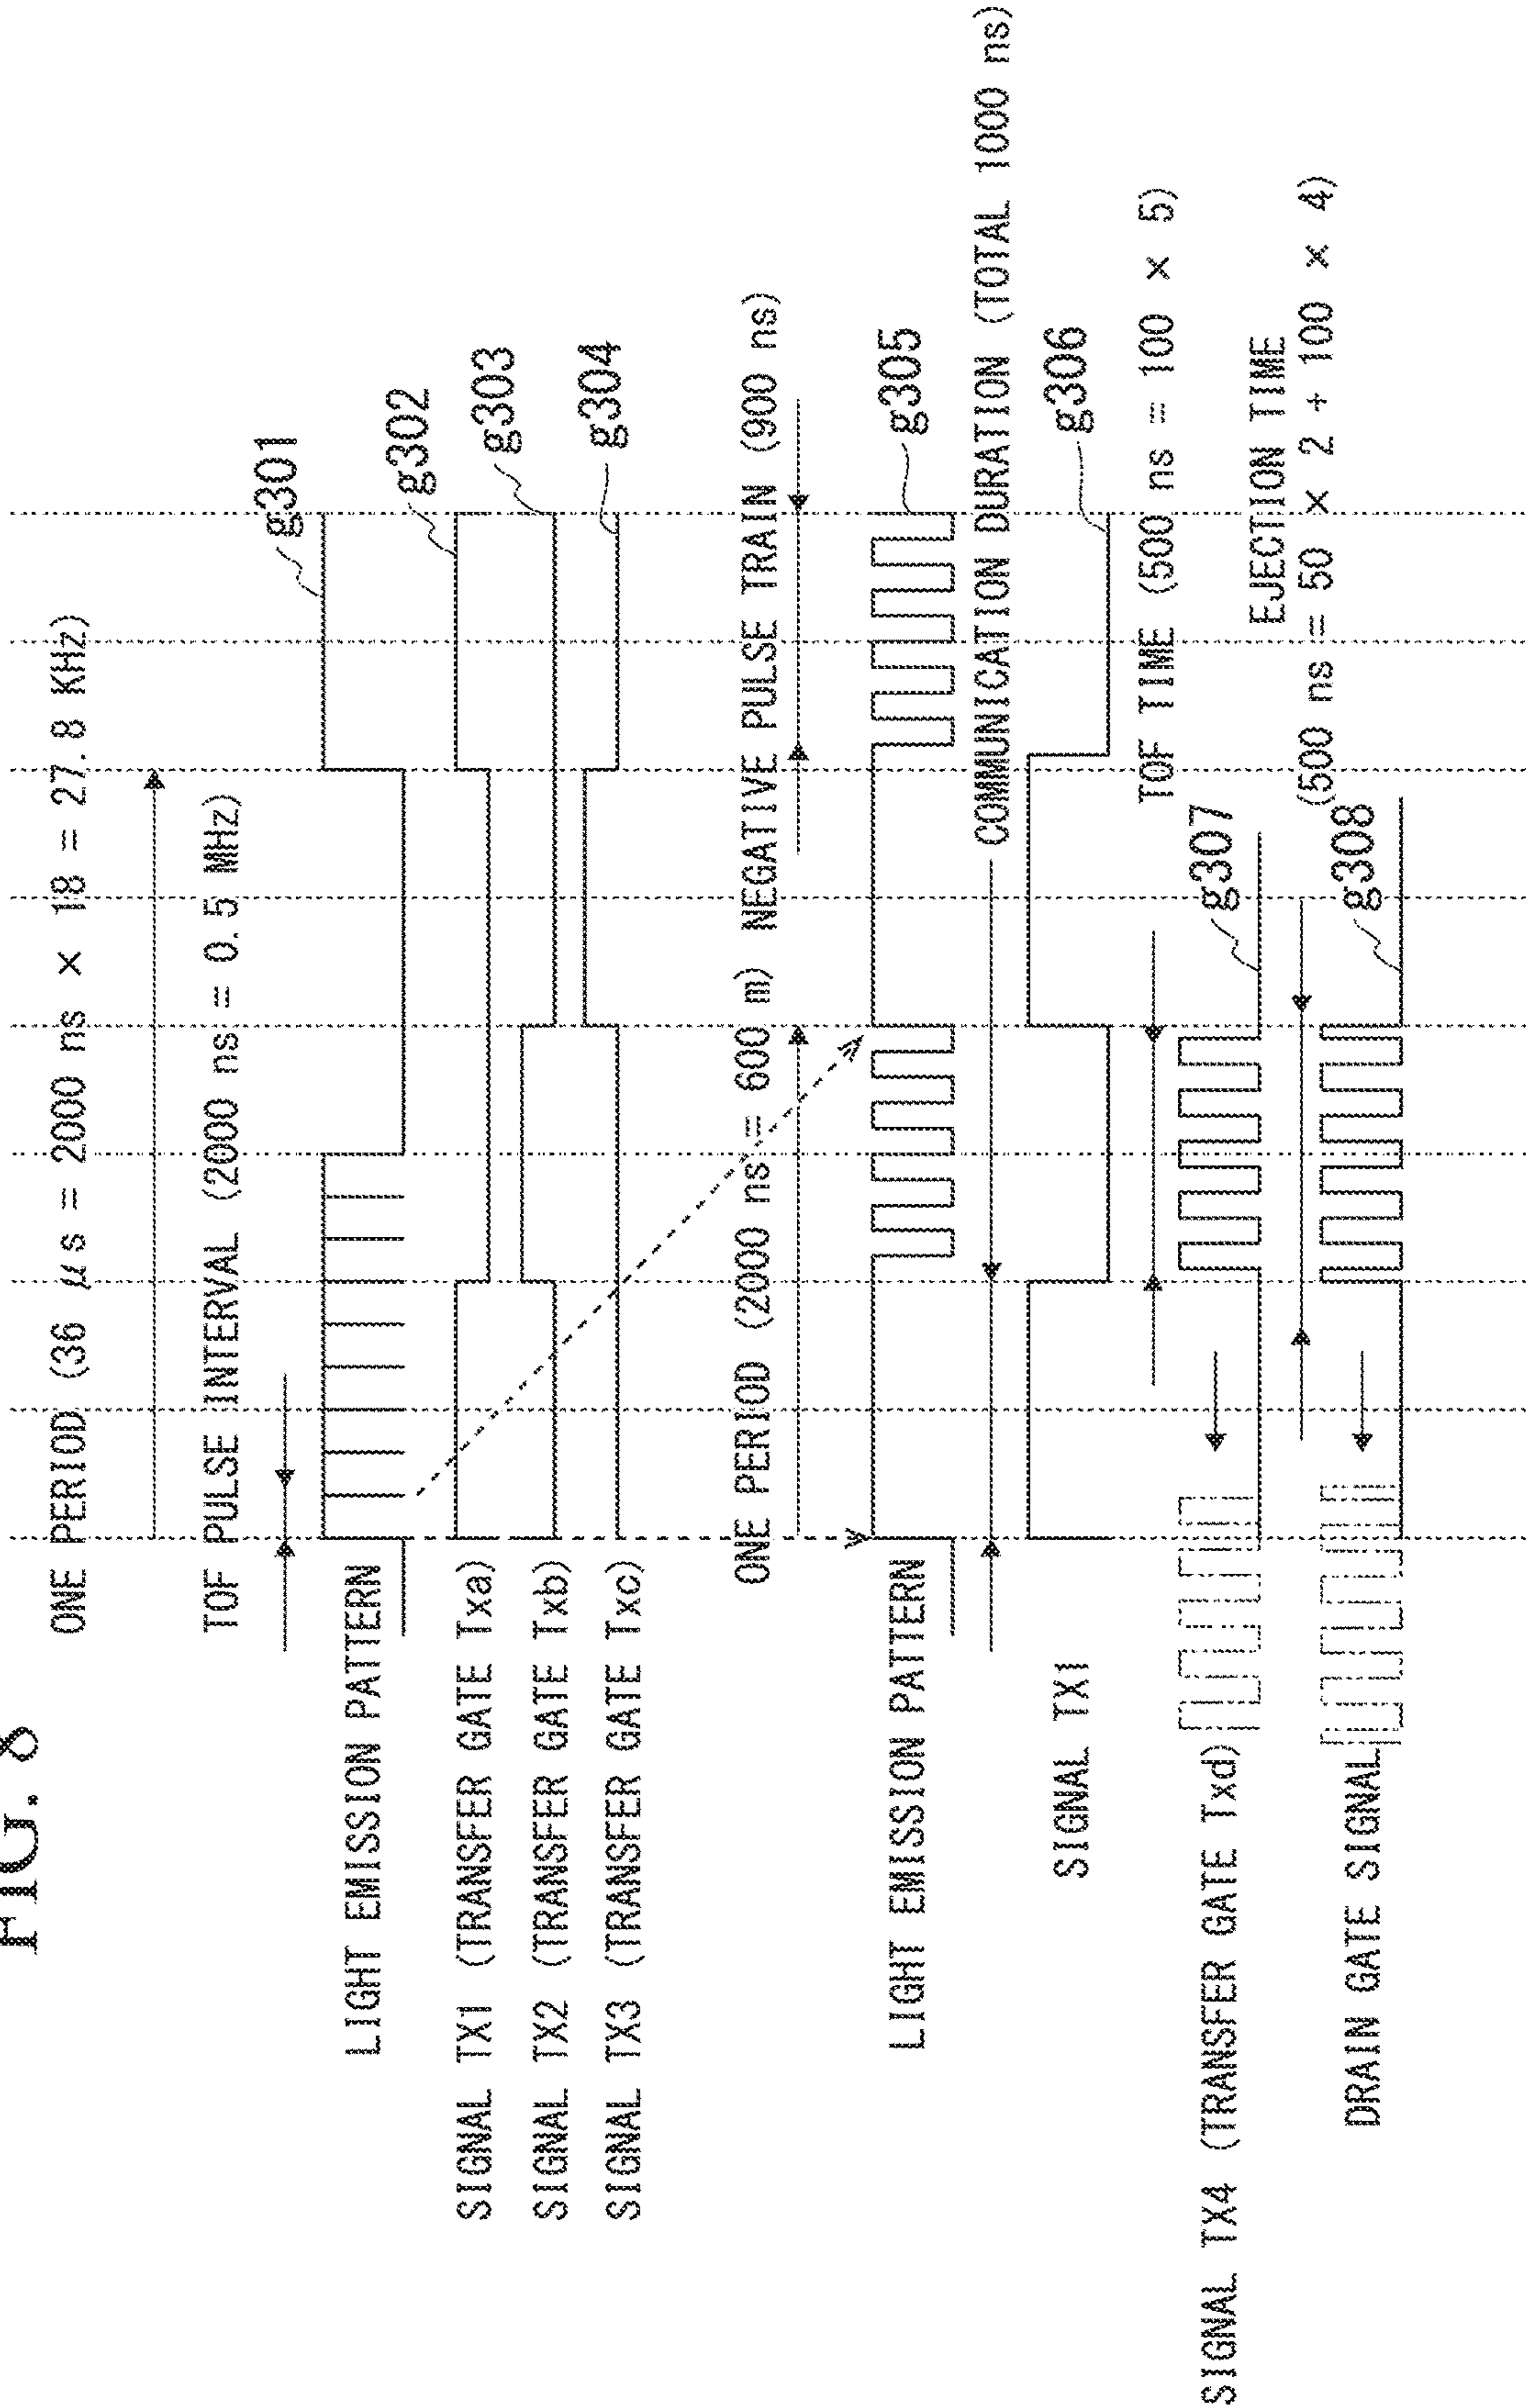 FIG. 8
ONE PERIOD (36 μs = 2000 ns × 18 = 27.8 KHz)
TOF PULSE INTERVAL (2000 ns = 0.5 MHz)
LIGHT EMISSION PATTERN
g301
SIGNAL TX1 (TRANSFER GATE Txa)
g302
SIGNAL TX2 (TRANSFER GATE Txb)
g303
SIGNAL TX3 (TRANSFER GATE Txc)
g304
ONE PERIOD (2000 ns = 600 m)
NEGATIVE PULSE TRAIN (900 ns)
LIGHT EMISSION PATTERN
g305
COMMUNICATION DURATION (TOTAL 1000 ns)
SIGNAL TX1
g306
TOF TIME (500 ns = 100 × 5)
SIGNAL TX4 (TRANSFER GATE Txd)
g307
EJECTION TIME
(500 ns = 50 × 2 + 100 × 4)
DRAIN GATE SIGNAL
g308